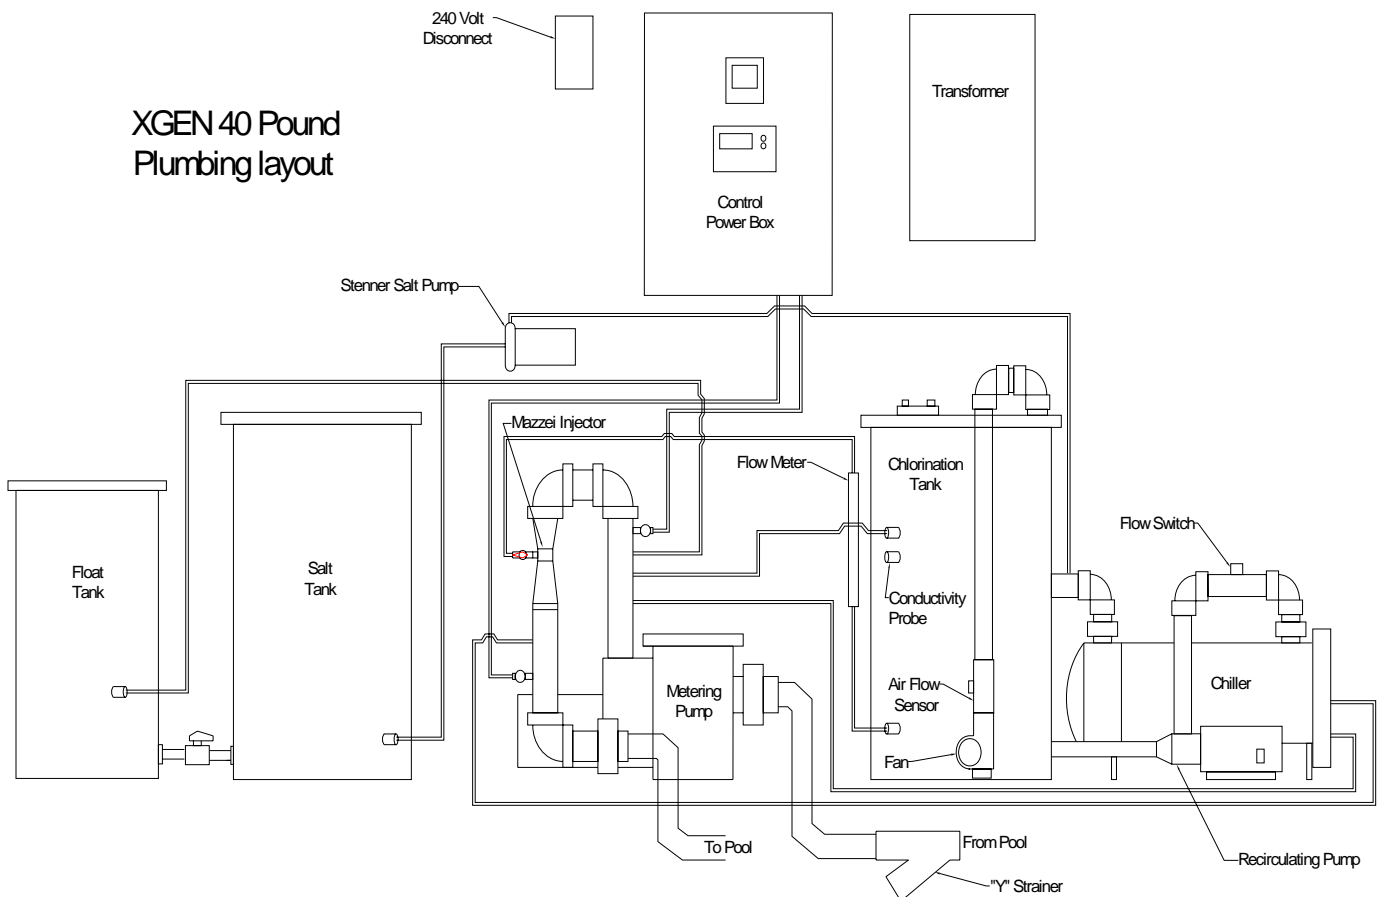 240 Volt
Disconnect
XGEN 40 Pound
Plumbing layout
Transformer
Control
Power Box
Stenner Salt Pump
Mazzei Injector
Flow Meter
Chlorination
Tank
Flow Switch
Float
Tank
Salt
Tank
Conductivity
Probe
Metering
Pump
Air Flow
Sensor
Chiller
Fan
To Pool
From Pool
Recirculating Pump
"Y" Strainer